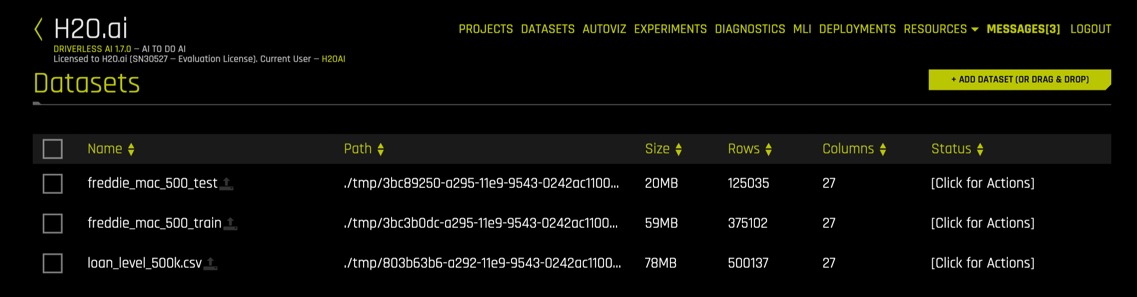 H2O.ai
PROJECTS DATASETS AUTOVIZ EXPERIMENTS DIAGNOSTICS MLI DEPLOYMENTS RESOURCES MESSAGES[3] LOGOUT
DRIVERLESS AI 1.7.0 – AI TO DO AI
Licensed to H2O.ai (SN30527 – Evaluation License). Current User – H2OAI
Datasets
+ ADD DATASET (OR DRAG & DROP)
Name Path Size Rows Columns Status
freddie_mac_500_test ./tmp/3bc89250-a295-11e9-9543-0242ac1100... 20MB 125035 27 [Click for Actions]
freddie_mac_500_train ./tmp/3bc3b0dc-a295-11e9-9543-0242ac1100... 59MB 375102 27 [Click for Actions]
loan_level_500k.csv ./tmp/803b63b6-a292-11e9-9543-0242ac1100... 78MB 500137 27 [Click for Actions]